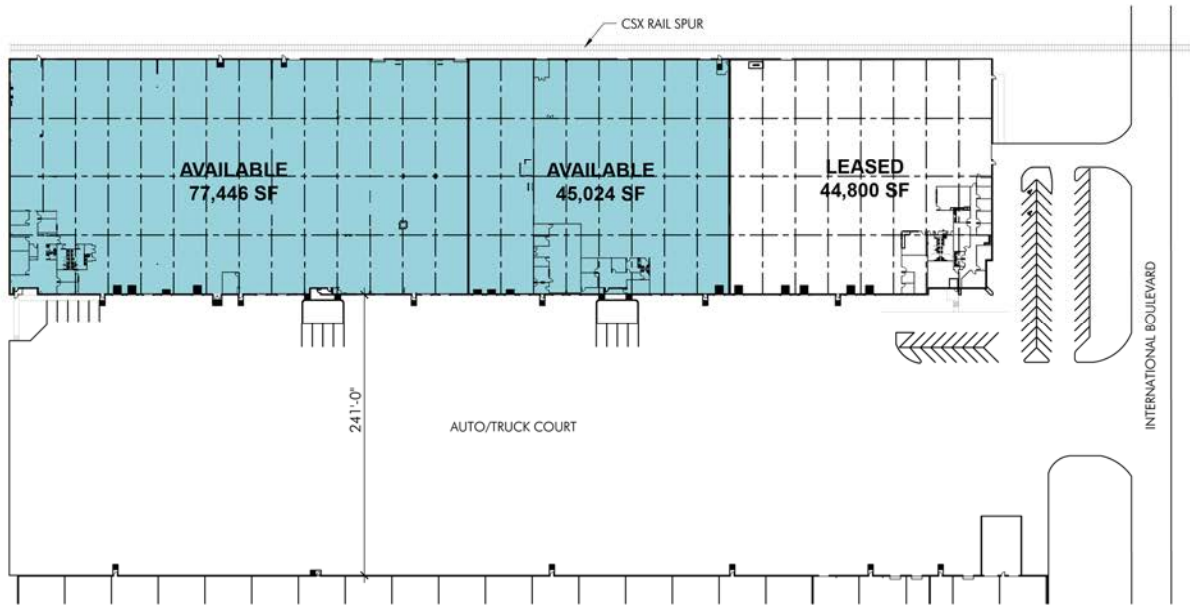 CSX RAIL SPUR
AVAILABLE
77,446 SF
AVAILABLE
45,024 SF
LEASED
44,800 SF
241'-0"
AUTO/TRUCK COURT
INTERNATIONAL BOULEVARD